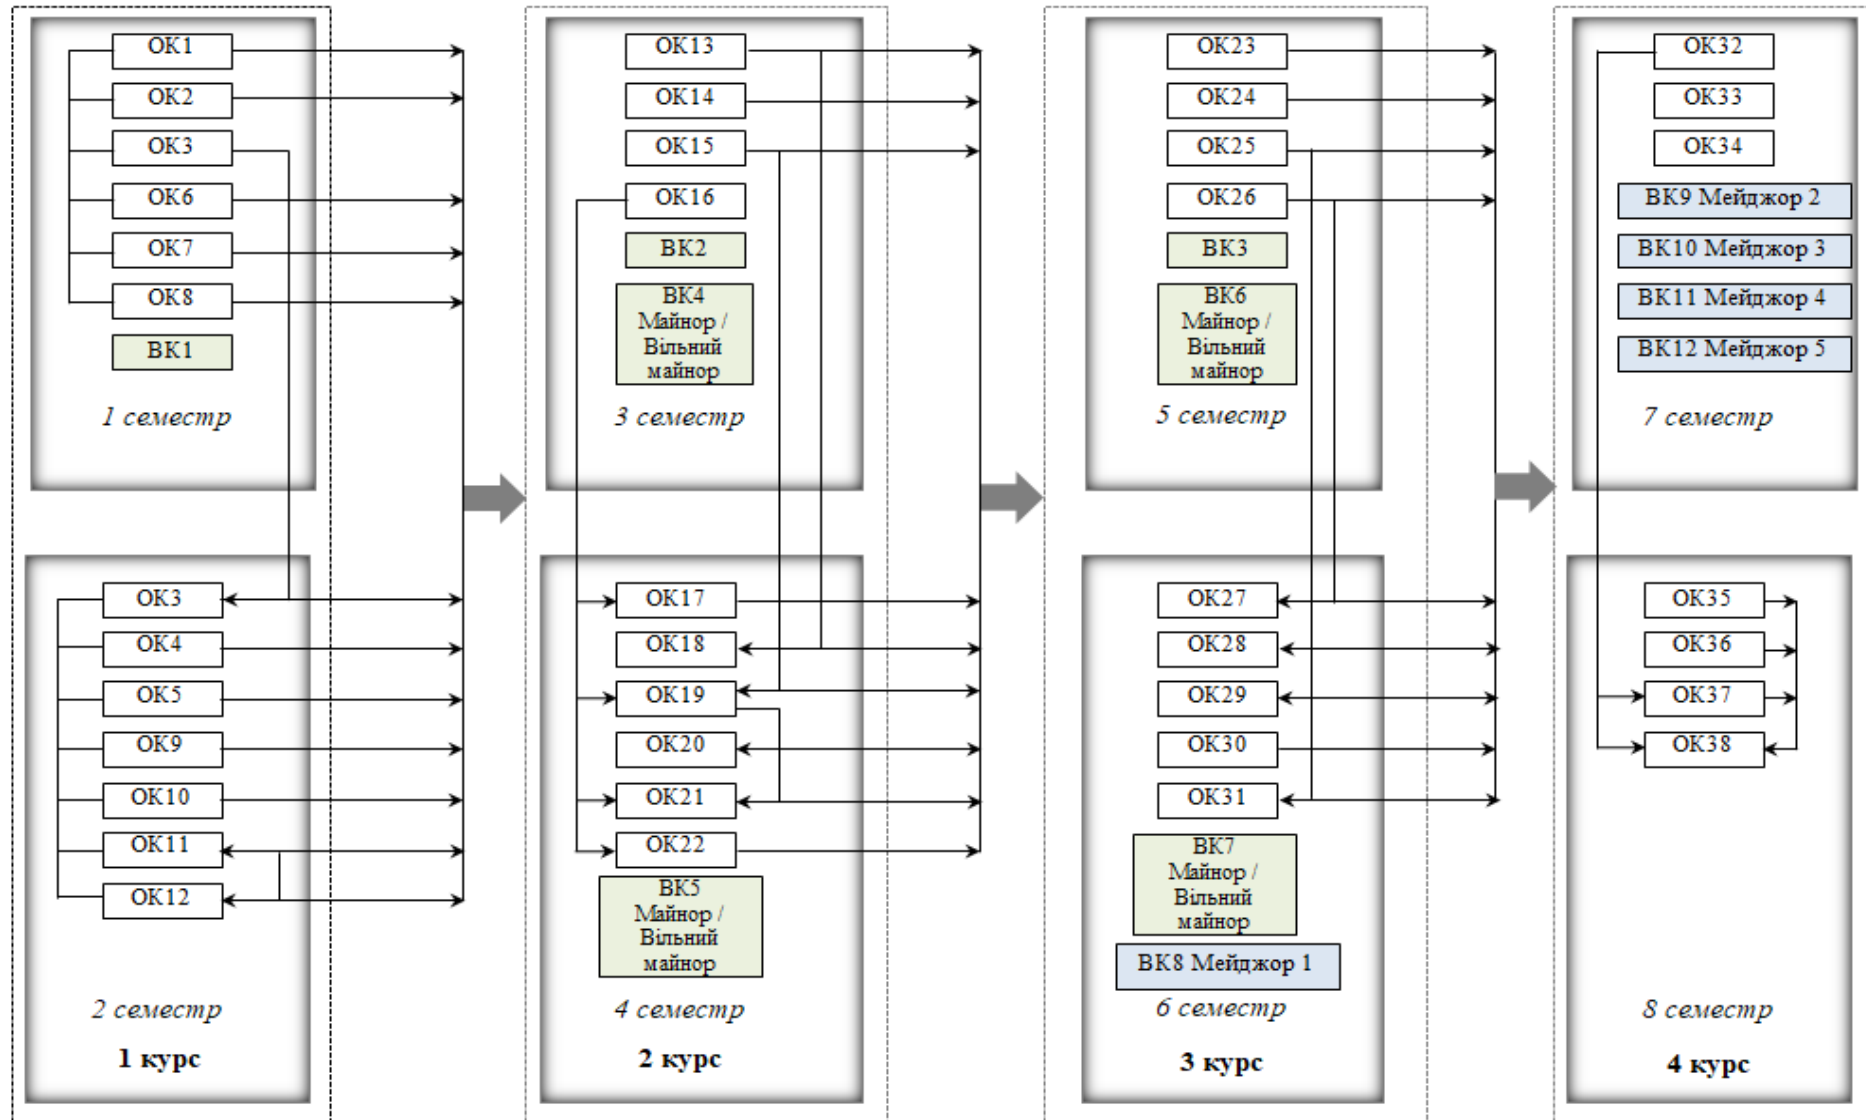 ОК1
ОК2
ОК3
ОК6
ОК7
ОК8
ВК1
1 семестр
ОК3
ОК4
ОК5
ОК9
ОК10
ОК11
ОК12
2 семестр
1 курс
ОК13
ОК14
ОК15
ОК16
ВК2
ВК4
Майнор /
Вільний
майнор
3 семестр
ОК17
ОК18
ОК19
ОК20
ОК21
ОК22
ВК5
Майнор /
Вільний
майнор
4 семестр
2 курс
ОК23
ОК24
ОК25
ОК26
ВК3
ВК6
Майнор /
Вільний
майнор
5 семестр
ОК27
ОК28
ОК29
ОК30
ОК31
ВК7
Майнор /
Вільний
майнор
ВК8 Мейджор 1
6 семестр
3 курс
ОК32
ОК33
ОК34
ВК9 Мейджор 2
ВК10 Мейджор 3
ВК11 Мейджор 4
ВК12 Мейджор 5
7 семестр
ОК35
ОК36
ОК37
ОК38
8 семестр
4 курс